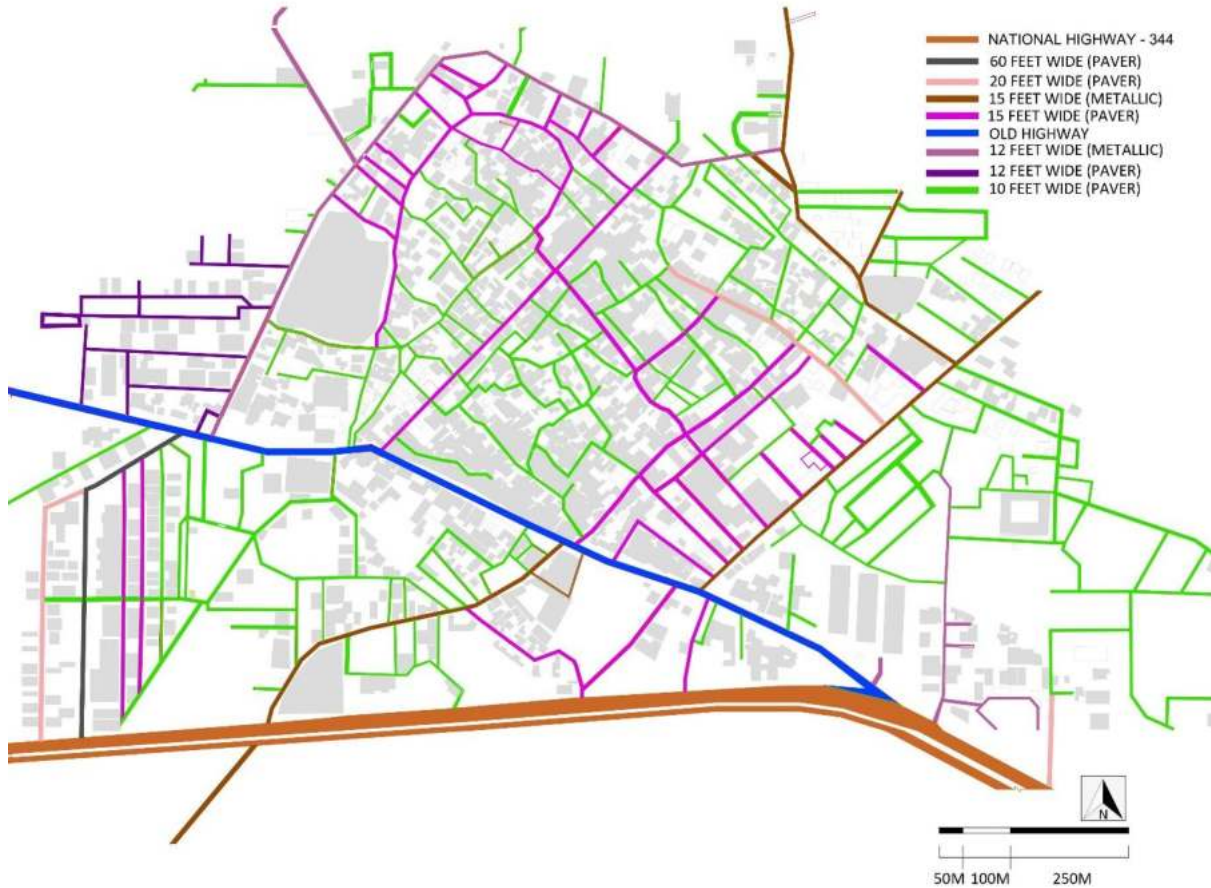 NATIONAL HIGHWAY - 344
60 FEET WIDE (PAVER)
20 FEET WIDE (PAVER)
15 FEET WIDE (METALLIC)
15 FEET WIDE (PAVER)
OLD HIGHWAY
12 FEET WIDE (METALLIC)
12 FEET WIDE (PAVER)
10 FEET WIDE (PAVER)
N
50M 100M 250M